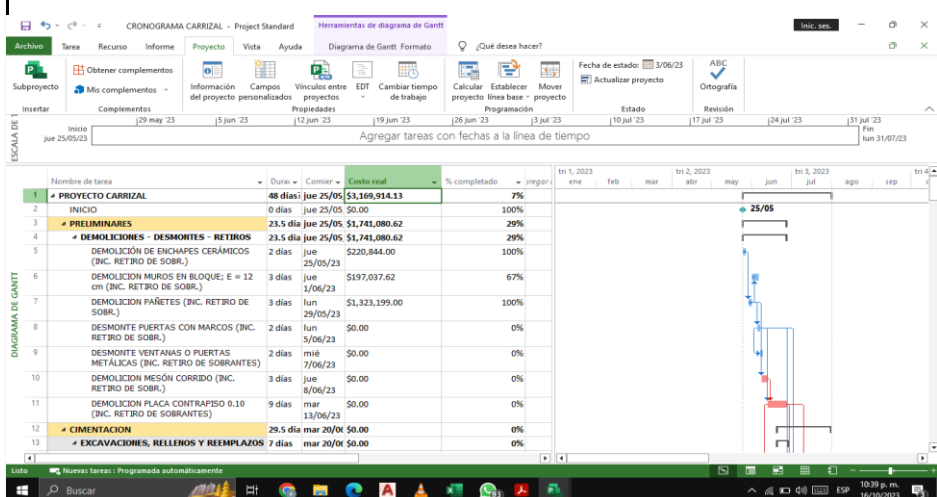 CRONOGRAMA CARRIZAL - Project Standard
Herramientas de diagrama de Gantt
Inic. ses.
Archivo Tarea Recurso Informe Proyecto Vista Ayuda Diagrama de Gantt Formato ¿Qué desea hacer?
Subproyecto
Insertar
Obtener complementos
Mis complementos
Complementos
Información del proyecto
Campos personalizados
Vínculos entre proyectos
EDT
Cambiar tiempo de trabajo
Propiedades
Calcular proyecto
Establecer línea base
Mover proyecto
Programación
Fecha de estado: 3/06/23
Actualizar proyecto
Estado
ABC
Ortografía
Revisión
ESCALA DE T
29 may '23 5 jun '23 12 jun '23 19 jun '23 26 jun '23 3 jul '23 10 jul '23 17 jul '23 24 jul '23 31 jul '23
Inicio
jue 25/05/23
Agregar tareas con fechas a la línea de tiempo
Fin
lun 31/07/23
Nombre de tarea Costo real % completado
tri 1, 2023 tri 2, 2023 tri 3, 2023 tri 4
ene feb mar abr may jun jul ago sep
1 PROYECTO CARRIZAL 48 días? jue 25/05 $3,169,914.13 7%
2 INICIO 0 días jue 25/05 $0.00 100%
25/05
3 PRELIMINARES 23.5 día jue 25/05 $1,741,080.62 29%
4 DEMOLICIONES - DESMONTES - RETIROS 23.5 día jue 25/05 $1,741,080.62 29%
5 DEMOLICIÓN DE ENCHAPES CERÁMICOS (INC. RETIRO DE SOBR.) 2 días jue 25/05/23 $220,844.00 100%
6 DEMOLICION MUROS EN BLOQUE; E = 12 cm (INC. RETIRO DE SOBR.) 3 días jue 1/06/23 $197,037.62 67%
7 DEMOLICION PAÑETES (INC. RETIRO DE SOBR.) 3 días lun 29/05/23 $1,323,199.00 100%
8 DESMONTE PUERTAS CON MARCOS (INC. RETIRO DE SOBR.) 2 días lun 5/06/23 $0.00 0%
9 DESMONTE VENTANAS O PUERTAS METÁLICAS (INC. RETIRO DE SOBRANTES) 2 días mié 7/06/23 $0.00 0%
10 DEMOLICION MESÓN CORRIDO (INC. RETIRO DE SOBR.) 3 días jue 8/06/23 $0.00 0%
11 DEMOLICION PLACA CONTRAPISO 0.10 (INC. RETIRO DE SOBRANTES) 9 días mar 13/06/23 $0.00 0%
12 CIMENTACION 29.5 día mar 20/0 $0.00 0%
13 EXCAVACIONES, RELLENOS Y REEMPLAZOS 7 días mar 20/0 $0.00 0%
DIAGRAMA DE GANTT
Listo Nuevas tareas : Programada automáticamente
Buscar
93
ESP
10:39 p. m.
16/10/2023